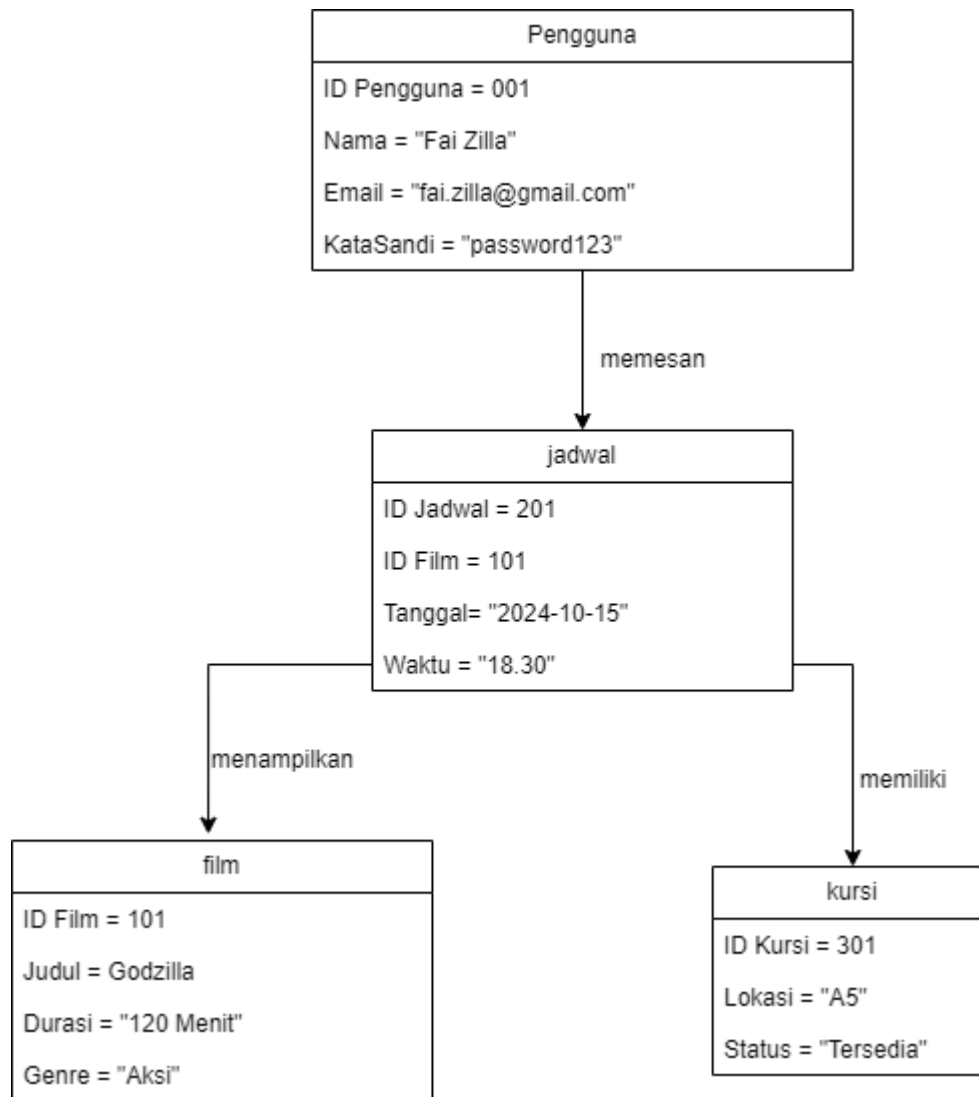 Pengguna
ID Pengguna = 001
Nama = "Fai Zilla"
Email = "fai.zilla@gmail.com"
KataSandi = "password123"
memesan
jadwal
ID Jadwal = 201
ID Film = 101
Tanggal= "2024-10-15"
Waktu = "18.30"
menampilkan
memiliki
film
ID Film = 101
Judul = Godzilla
Durasi = "120 Menit"
Genre = "Aksi"
kursi
ID Kursi = 301
Lokasi = "A5"
Status = "Tersedia"